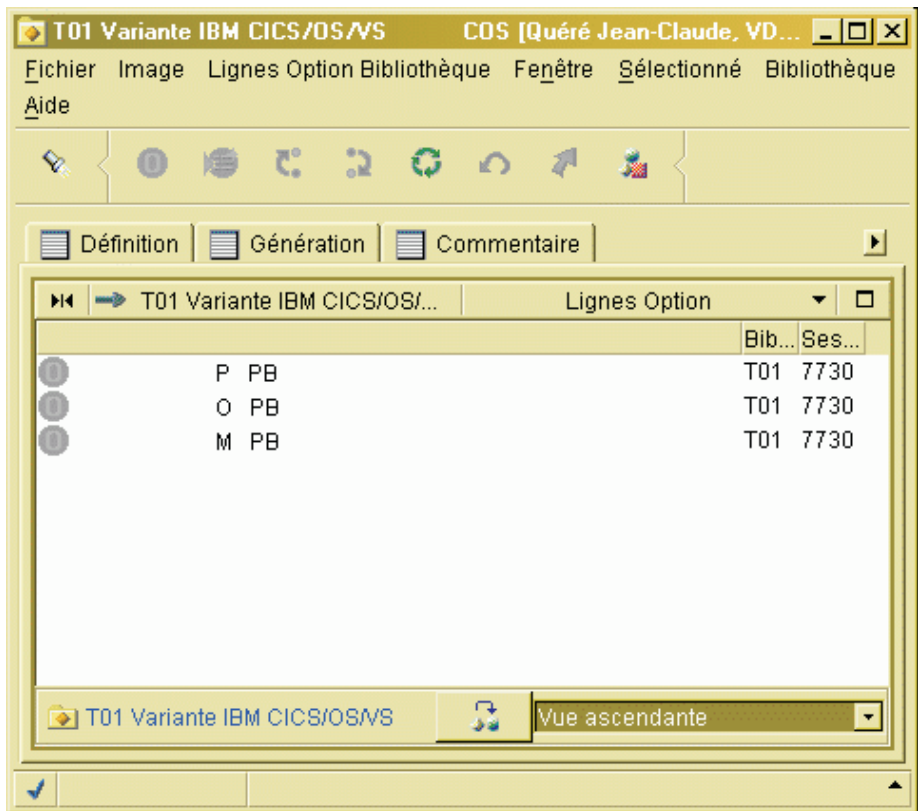 T01 Variante IBM CICS/OS/VS COS [Quéré Jean-Claude, VD...
Fichier Image Lignes Option Bibliothèque Fenêtre Sélectionné Bibliothèque
Aide
Définition Génération Commentaire
T01 Variante IBM CICS/OS/... Lignes Option
Bib... Ses...
P PB T01 7730
O PB T01 7730
M PB T01 7730
T01 Variante IBM CICS/OS/VS Vue ascendante